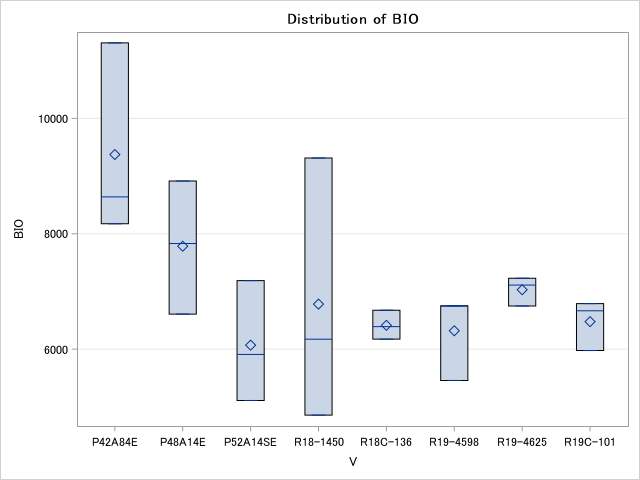 Distribution of BIO
10000
8000
6000
BIO
P42A84E P48A14E P52A14SE R18-1450 R18C-136 R19-4598 R19-4625 R19C-101
V